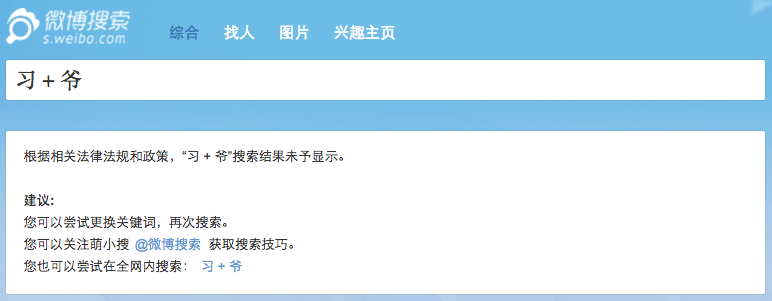 微博搜索
s.weibo.com
综合 找人 图片 兴趣主页
习 + 爷
根据相关法律法规和政策，“习 + 爷”搜索结果未予显示。
建议:
您可以尝试更换关键词，再次搜索。
您可以关注萌小搜 @微博搜索 获取搜索技巧。
您也可以尝试在全网内搜索： 习 + 爷